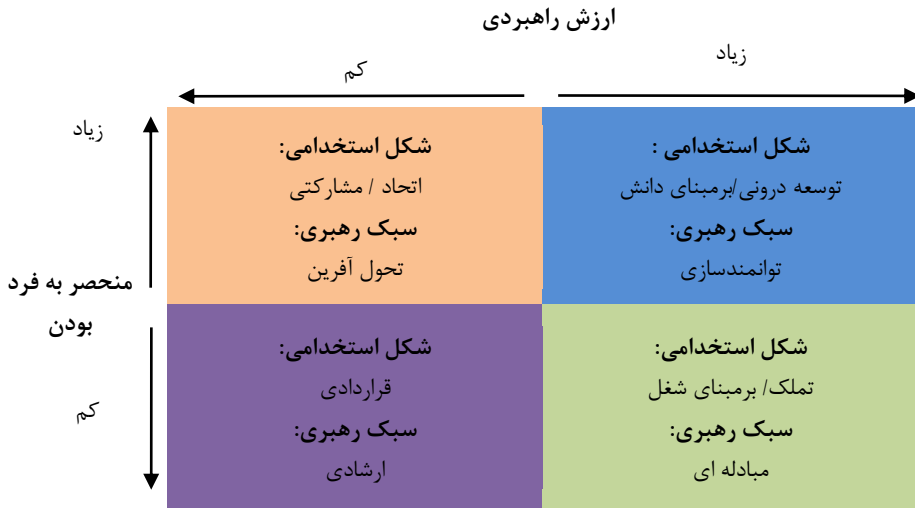 ارزش راهبردی
زیاد
کم
زیاد
منحصر به فرد
بودن
کم
شکل استخدامی :
توسعه درونی/برمبنای دانش
سبک رهبری:
توانمندسازی
شکل استخدامی:
اتحاد / مشارکتی
سبک رهبری:
تحول آفرین
شکل استخدامی:
تملک/ برمبنای شغل
سبک رهبری:
مبادله ای
شکل استخدامی:
قراردادی
سبک رهبری:
ارشادی